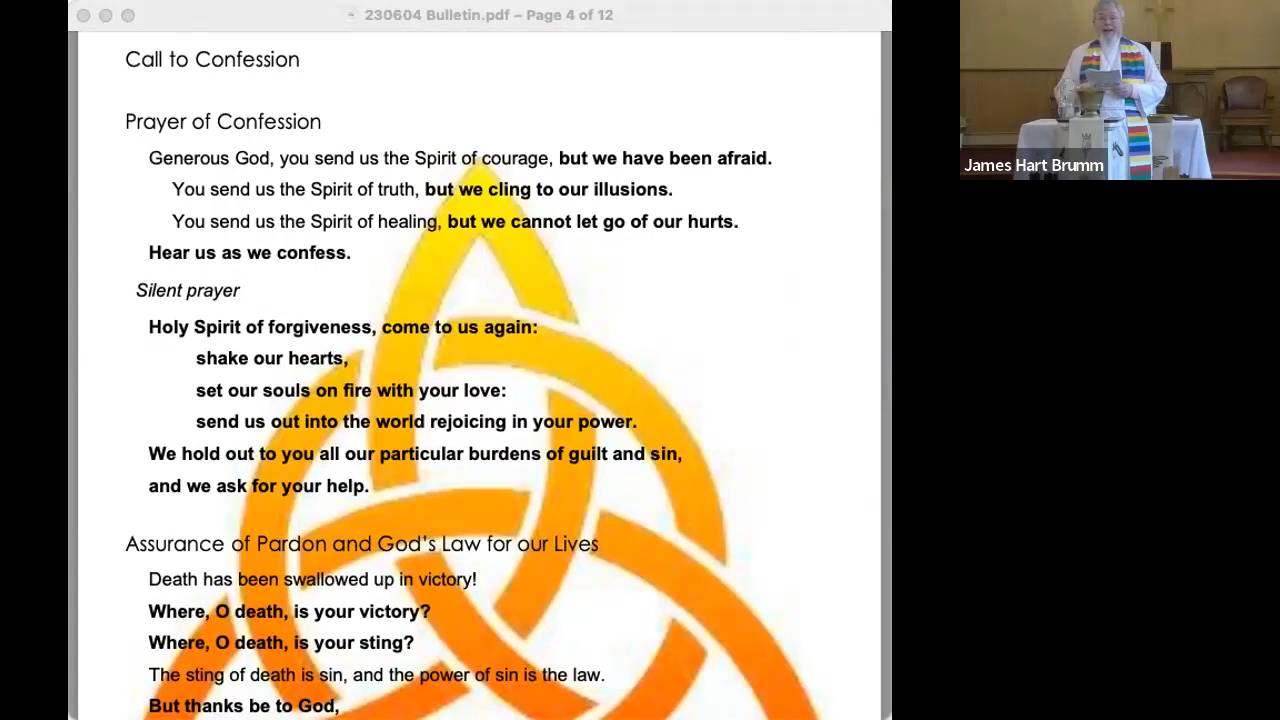 230604 Bulletin.pdf – Page 4 of 12
Call to Confession
Prayer of Confession
Generous God, you send us the Spirit of courage, but we have been afraid.
You send us the Spirit of truth, but we cling to our illusions.
You send us the Spirit of healing, but we cannot let go of our hurts.
Hear us as we confess.
Silent prayer
Holy Spirit of forgiveness, come to us again:
shake our hearts,
set our souls on fire with your love:
send us out into the world rejoicing in your power.
We hold out to you all our particular burdens of guilt and sin,
and we ask for your help.
Assurance of Pardon and God’s Law for our Lives
Death has been swallowed up in victory!
Where, O death, is your victory?
Where, O death, is your sting?
The sting of death is sin, and the power of sin is the law.
But thanks be to God,
James Hart Brumm